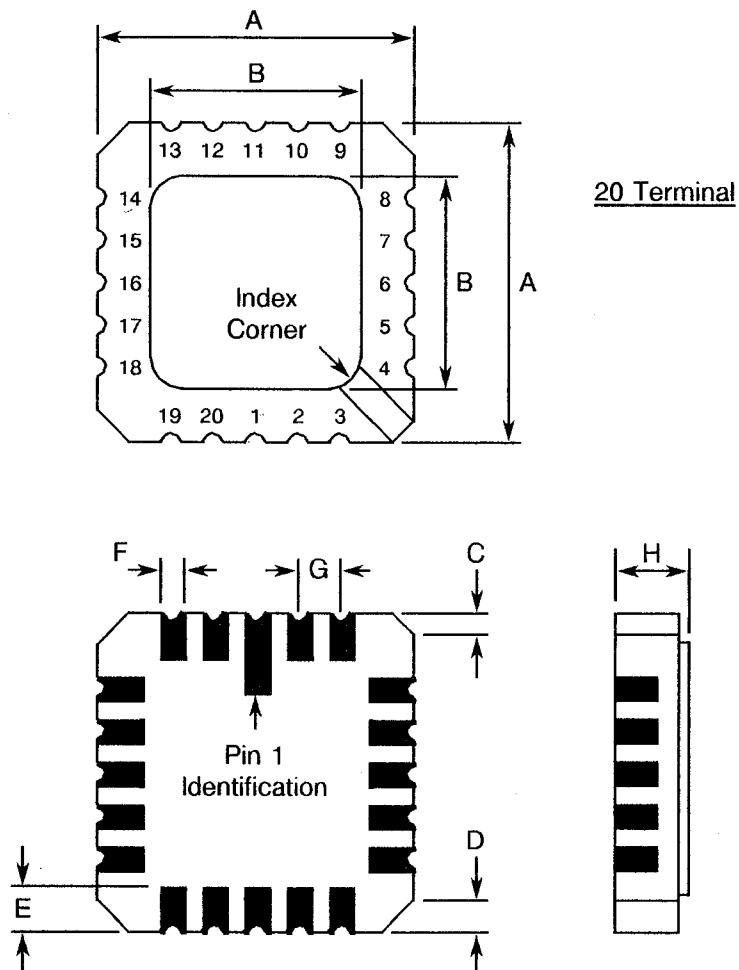 A
B
13 12 11 10 9
14
15
16
17
18
8
7
6
5
4
Index
Corner
B
A
19 20 1 2 3
20 Terminal
F
G
C
H
Pin 1
Identification
E
D